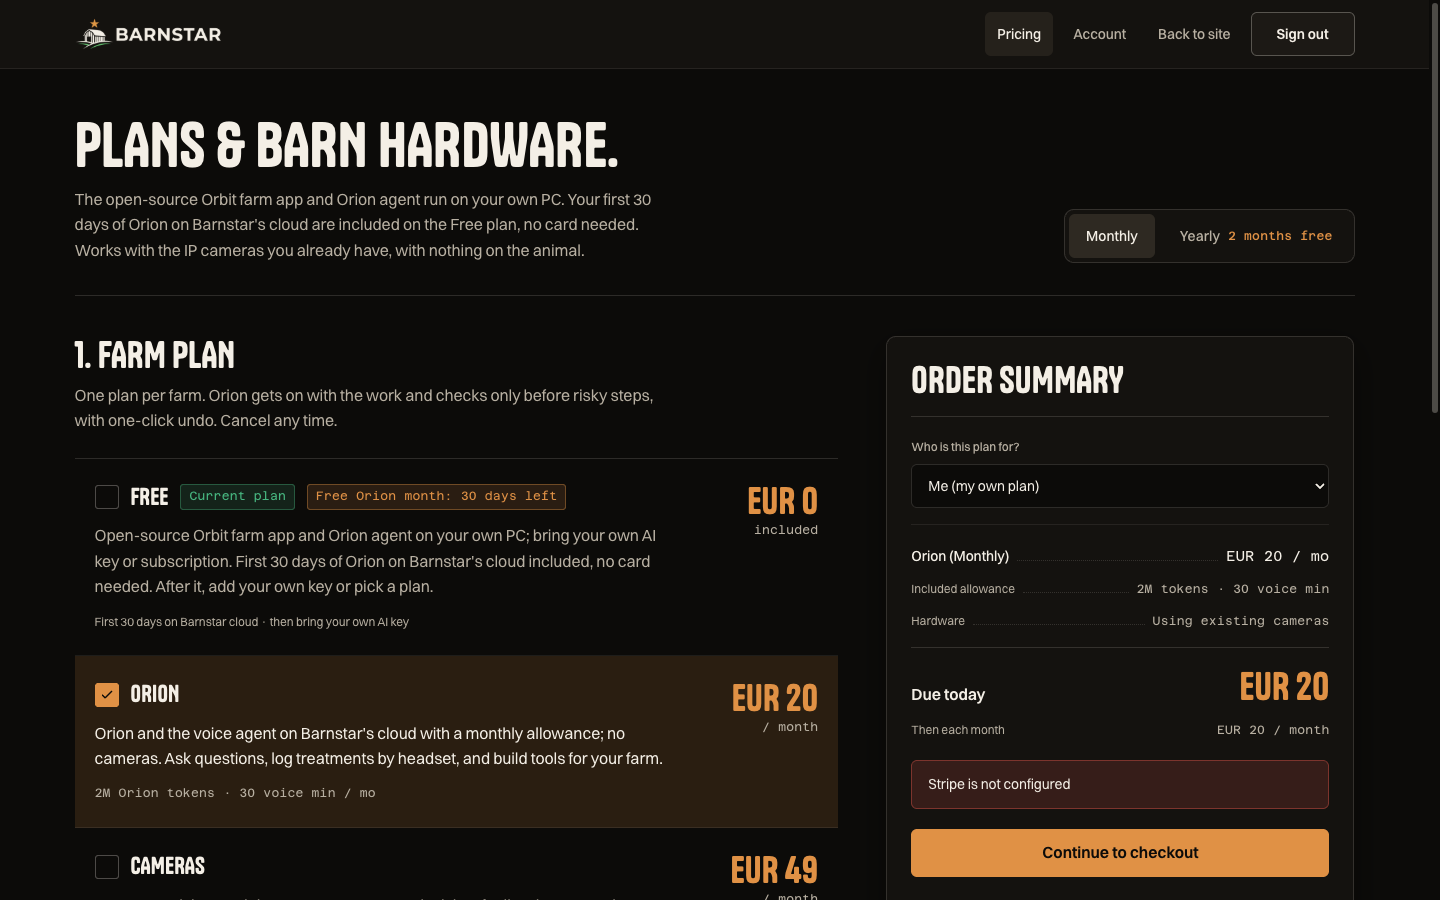 BARNSTAR
Pricing
Account
Back to site
Sign out
PLANS & BARN HARDWARE.
The open-source Orbit farm app and Orion agent run on your own PC. Your first 30
days of Orion on Barnstar's cloud are included on the Free plan, no card needed.
Works with the IP cameras you already have, with nothing on the animal.
Monthly
Yearly 2 months free
1. FARM PLAN
One plan per farm. Orion gets on with the work and checks only before risky steps,
with one-click undo. Cancel any time.
FREE
Current plan
Free Orion month: 30 days left
EUR 0
included
Open-source Orbit farm app and Orion agent on your own PC; bring your own AI
key or subscription. First 30 days of Orion on Barnstar's cloud included, no card
needed. After it, add your own key or pick a plan.
First 30 days on Barnstar cloud · then bring your own AI key
ORION
EUR 20
/ month
Orion and the voice agent on Barnstar's cloud with a monthly allowance; no
cameras. Ask questions, log treatments by headset, and build tools for your farm.
2M Orion tokens · 30 voice min / mo
CAMERAS
EUR 49
/ month
ORDER SUMMARY
Who is this plan for?
Me (my own plan)
Orion (Monthly) EUR 20 / mo
Included allowance 2M tokens · 30 voice min
Hardware Using existing cameras
Due today EUR 20
Then each month EUR 20 / month
Stripe is not configured
Continue to checkout